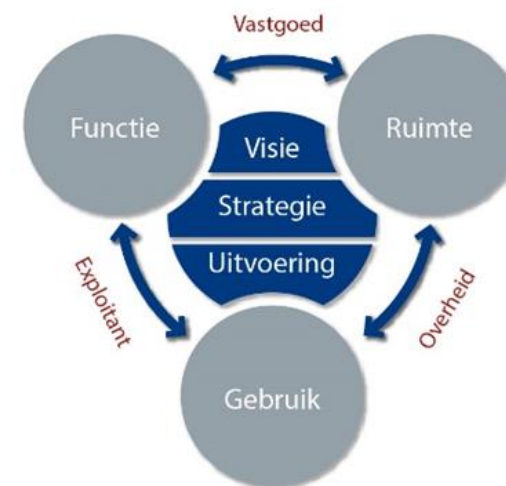 Vastgoed
Functie
Ruimte
Visie
Strategie
Uitvoering
Exploitant
Overheid
Gebruik